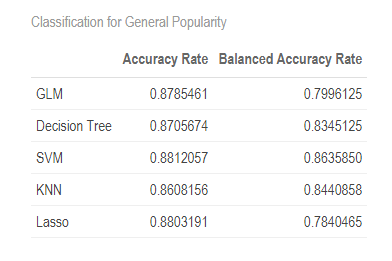 Classification for General Popularity
Accuracy Rate Balanced Accuracy Rate
GLM 0.8785461 0.7996125
Decision Tree 0.8705674 0.8345125
SVM 0.8812057 0.8635850
KNN 0.8608156 0.8440858
Lasso 0.8803191 0.7840465